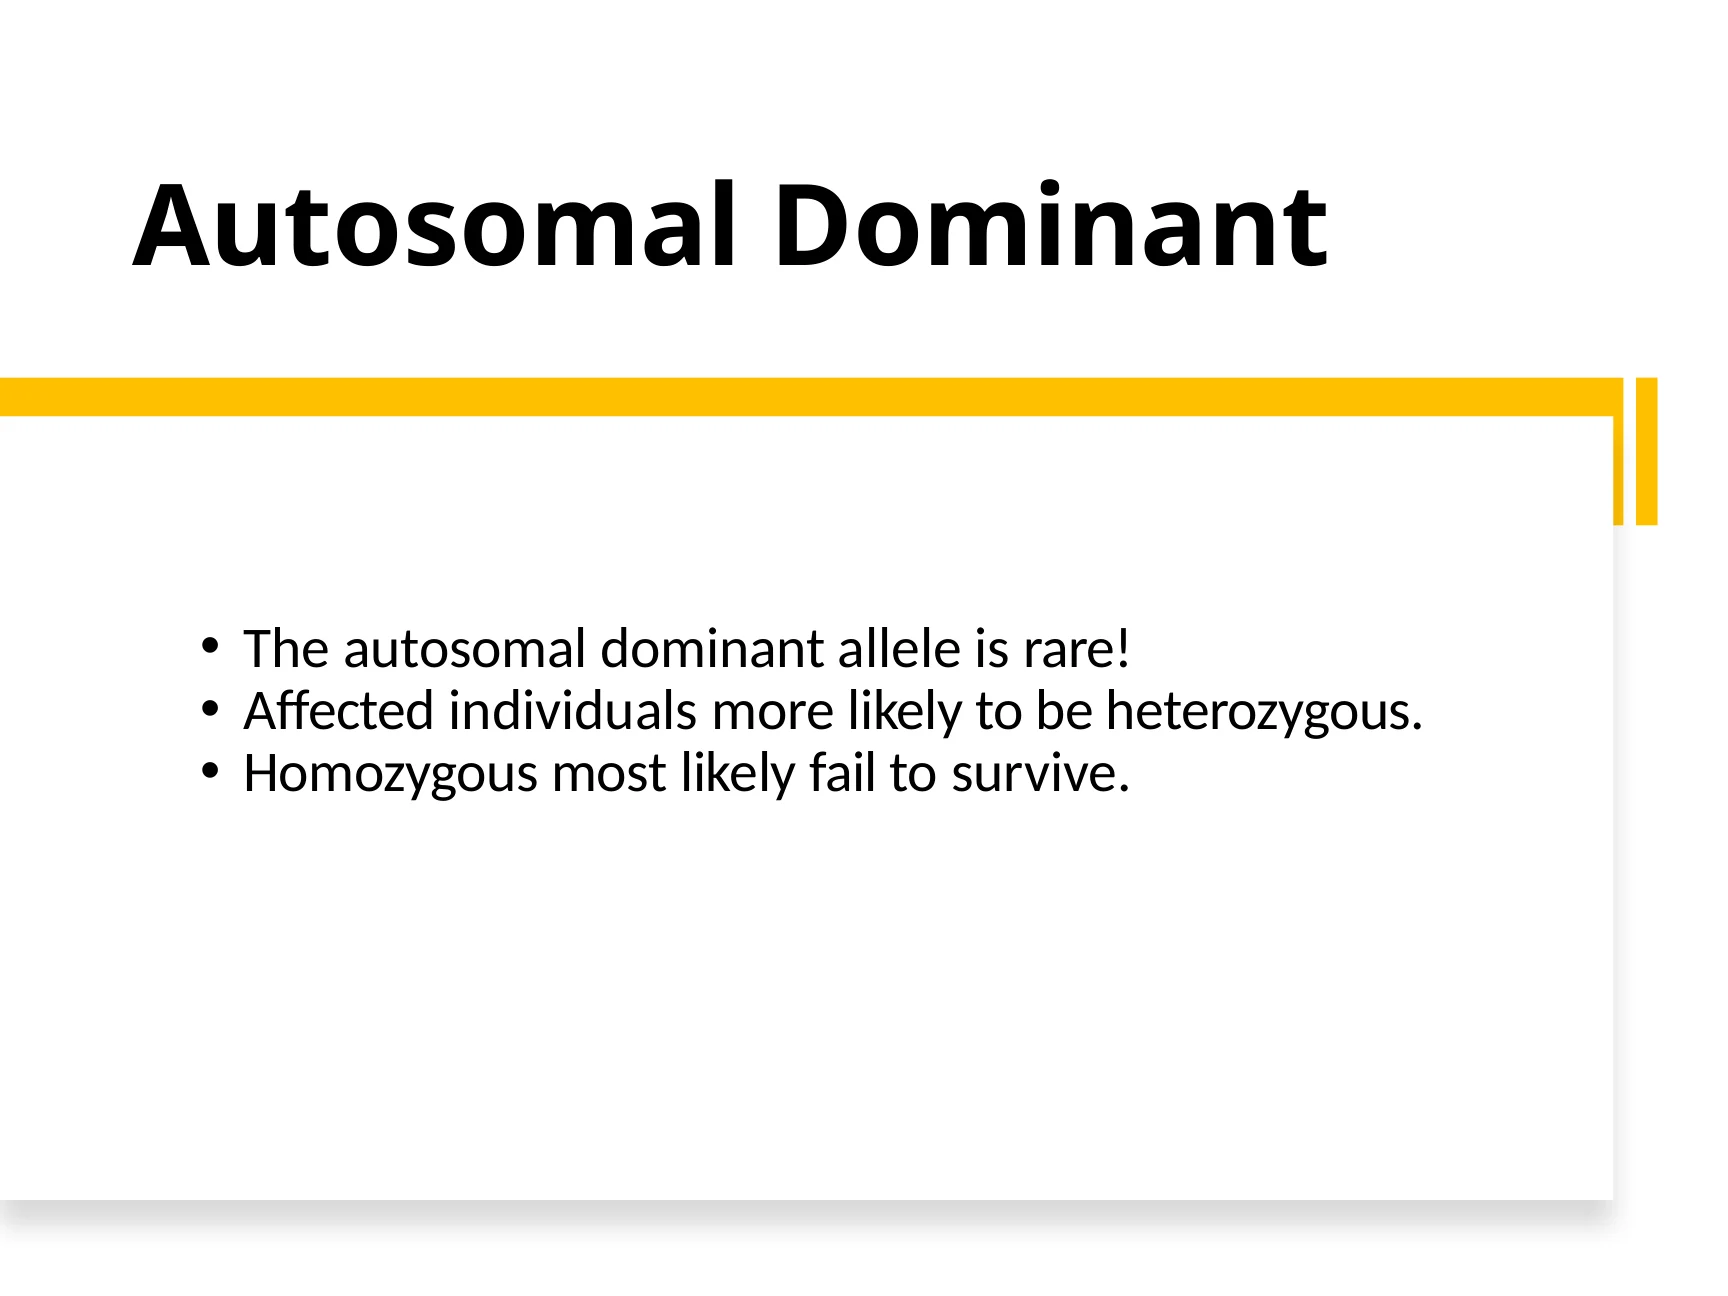 Autosomal Dominant
• The autosomal dominant allele is rare!
• Affected individuals more likely to be heterozygous.
• Homozygous most likely fail to survive.